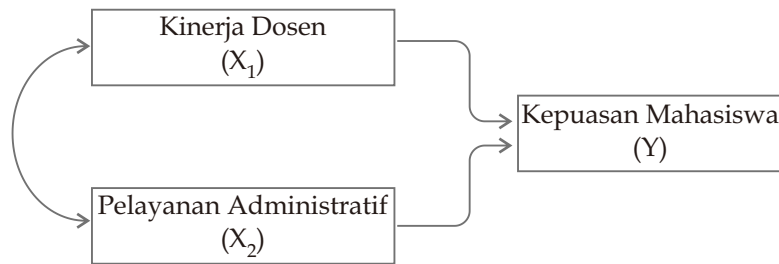 Kinerja Dosen
(X₁)
Kepuasan Mahasiswa
(Y)
Pelayanan Administratif
(X₂)